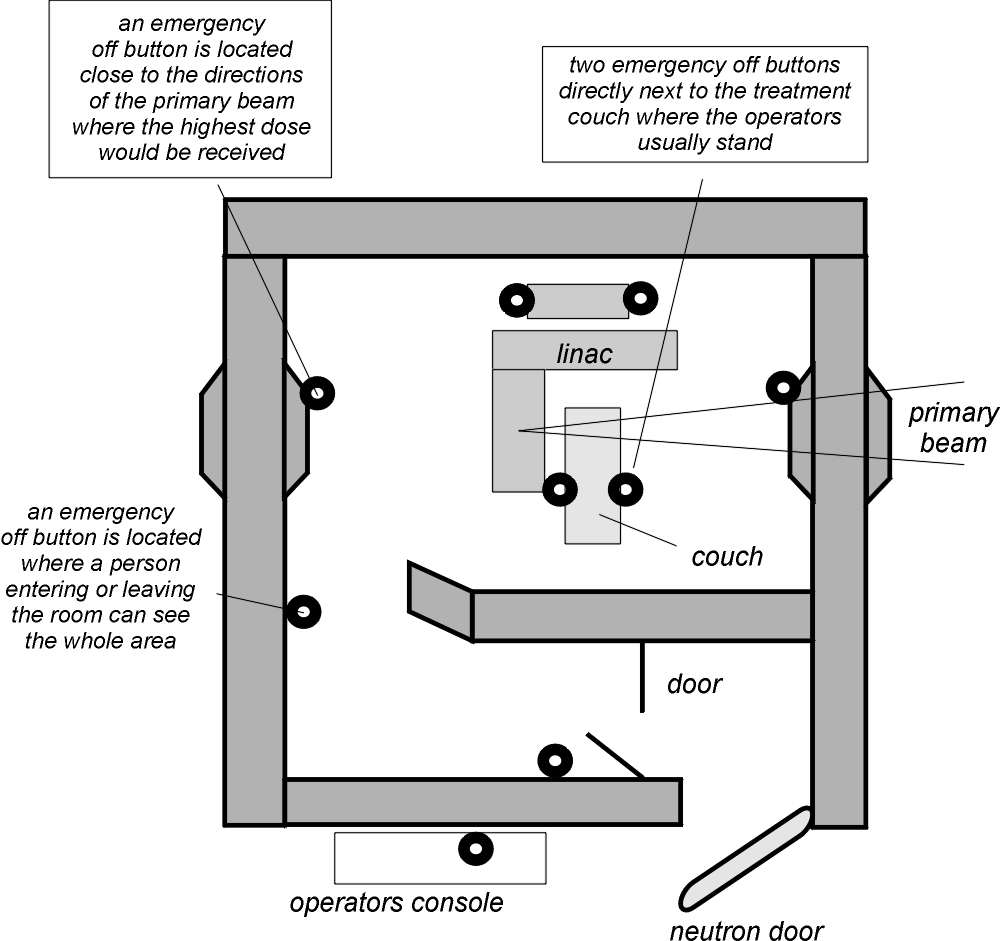 an emergency
off button is located
close to the directions
of the primary beam
where the highest dose
would be received
two emergency off buttons
directly next to the treatment
couch where the operators
usually stand
linac
primary
beam
an emergency
off button is located
where a person
entering or leaving
the room can see
the whole area
couch
door
operators console
neutron door